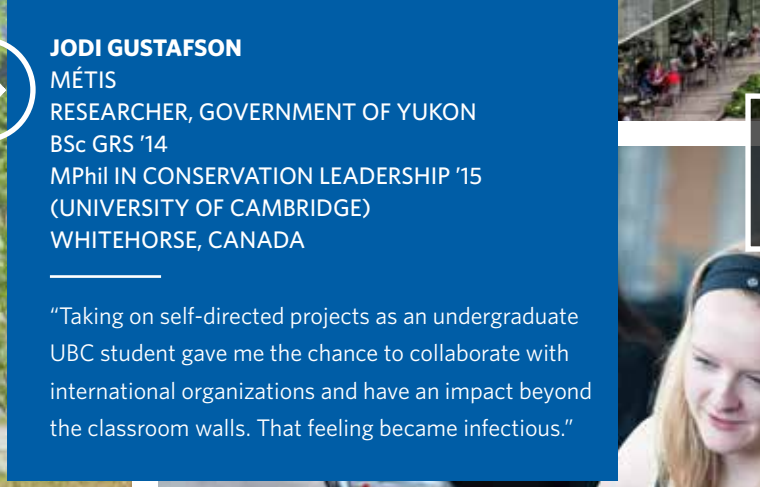 JODI GUSTAFSON
MÉTIS
RESEARCHER, GOVERNMENT OF YUKON
BSc GRS ’14
MPhil IN CONSERVATION LEADERSHIP ’15
(UNIVERSITY OF CAMBRIDGE)
WHITEHORSE, CANADA
“Taking on self-directed projects as an undergraduate
UBC student gave me the chance to collaborate with
international organizations and have an impact beyond
the classroom walls. That feeling became infectious.”